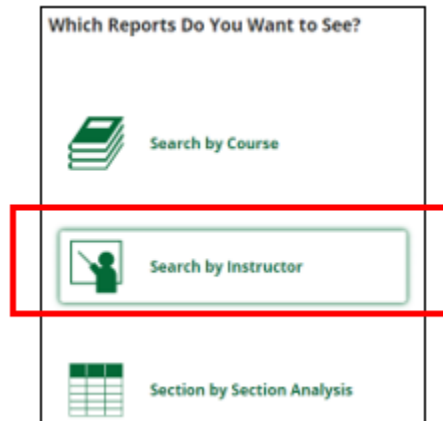 Which Reports Do You Want to See?
Search by Course
Search by Instructor
Section by Section Analysis